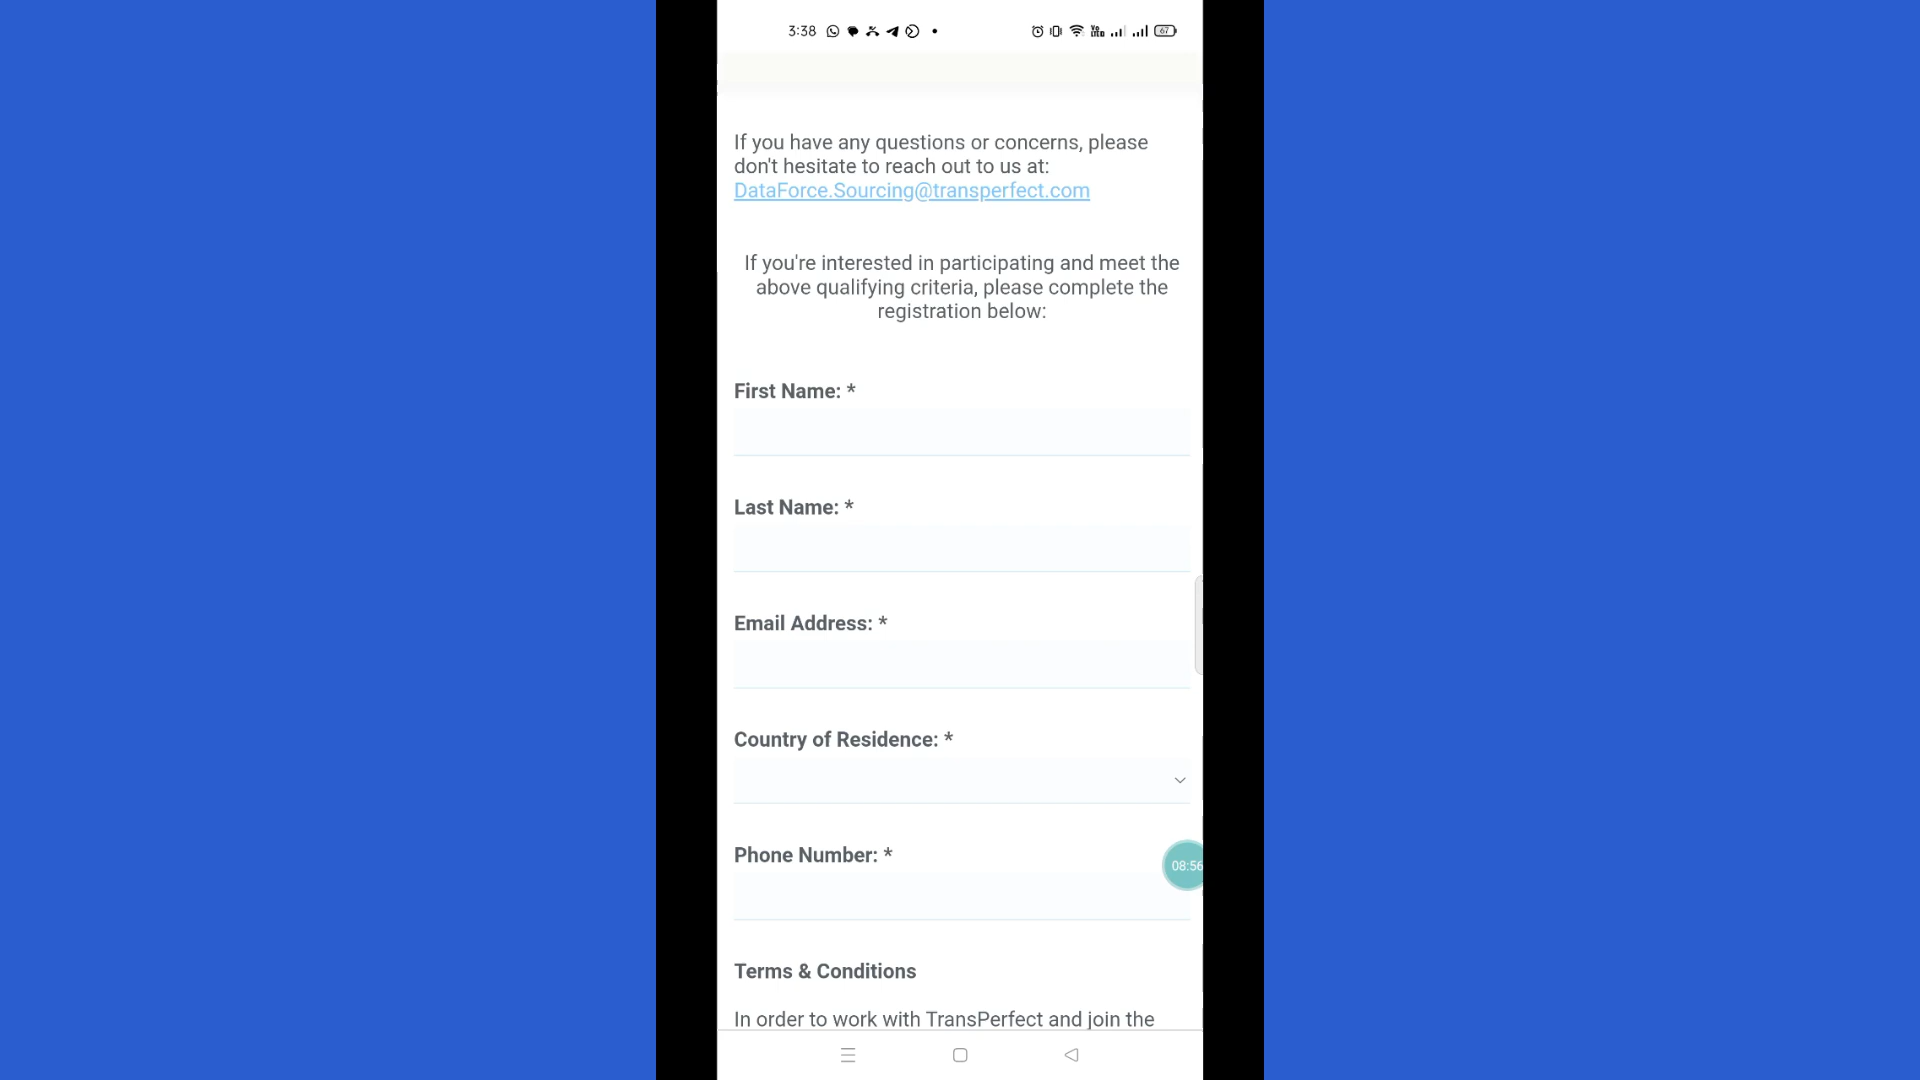 3:38
67
If you have any questions or concerns, please
don't hesitate to reach out to us at:
DataForce.Sourcing@transperfect.com
If you're interested in participating and meet the
above qualifying criteria, please complete the
registration below:
First Name: *
Last Name: *
Email Address: *
Country of Residence: *
Phone Number: *
08:56
Terms & Conditions
In order to work with TransPerfect and join the